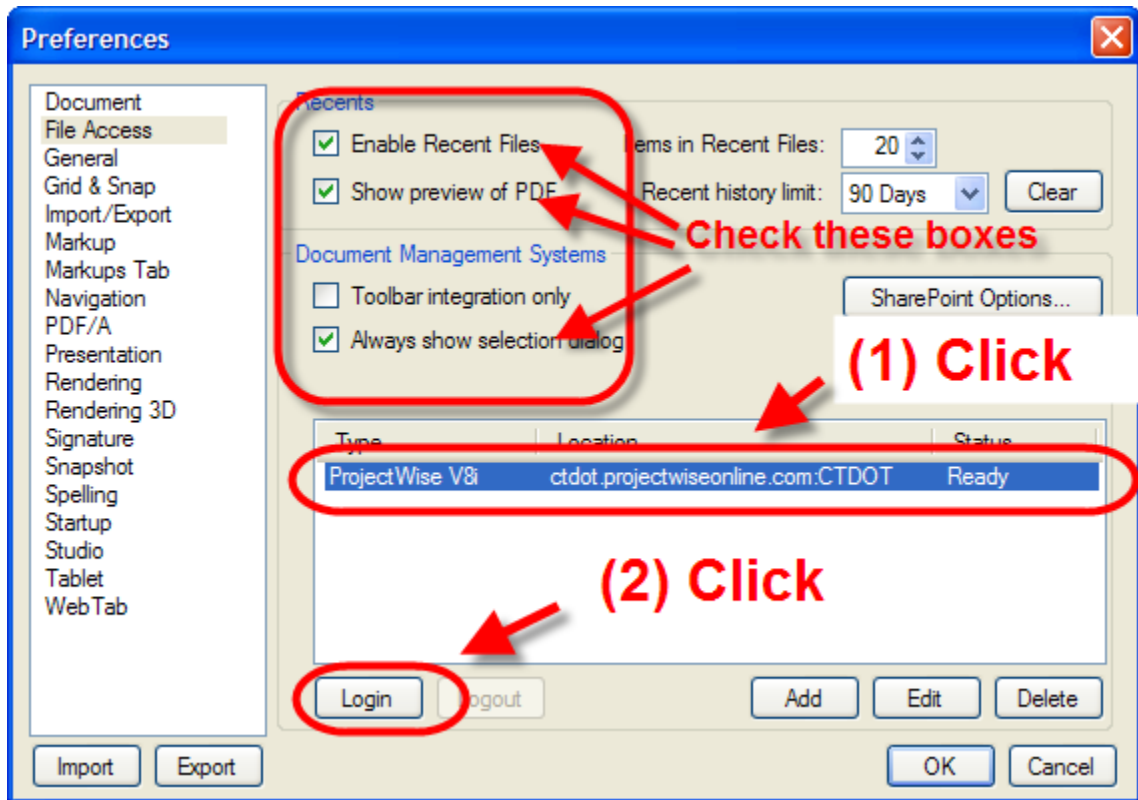 Preferences
Document
File Access
General
Grid & Snap
Import/Export
Markup
Markups Tab
Navigation
PDF/A
Presentation
Rendering
Rendering 3D
Signature
Snapshot
Spelling
Startup
Studio
Tablet
WebTab
Import Export
Recents
Enable Recent Files Items in Recent Files: 20
Show preview of PDF Recent history limit: 90 Days Clear
Check these boxes
Document Management Systems
Toolbar integration only SharePoint Options...
Always show selection dialog
(1) Click
Type Location Status
ProjectWise V8i ctdot.projectwiseonline.com:CTDOT Ready
(2) Click
Login Logout Add Edit Delete
OK Cancel